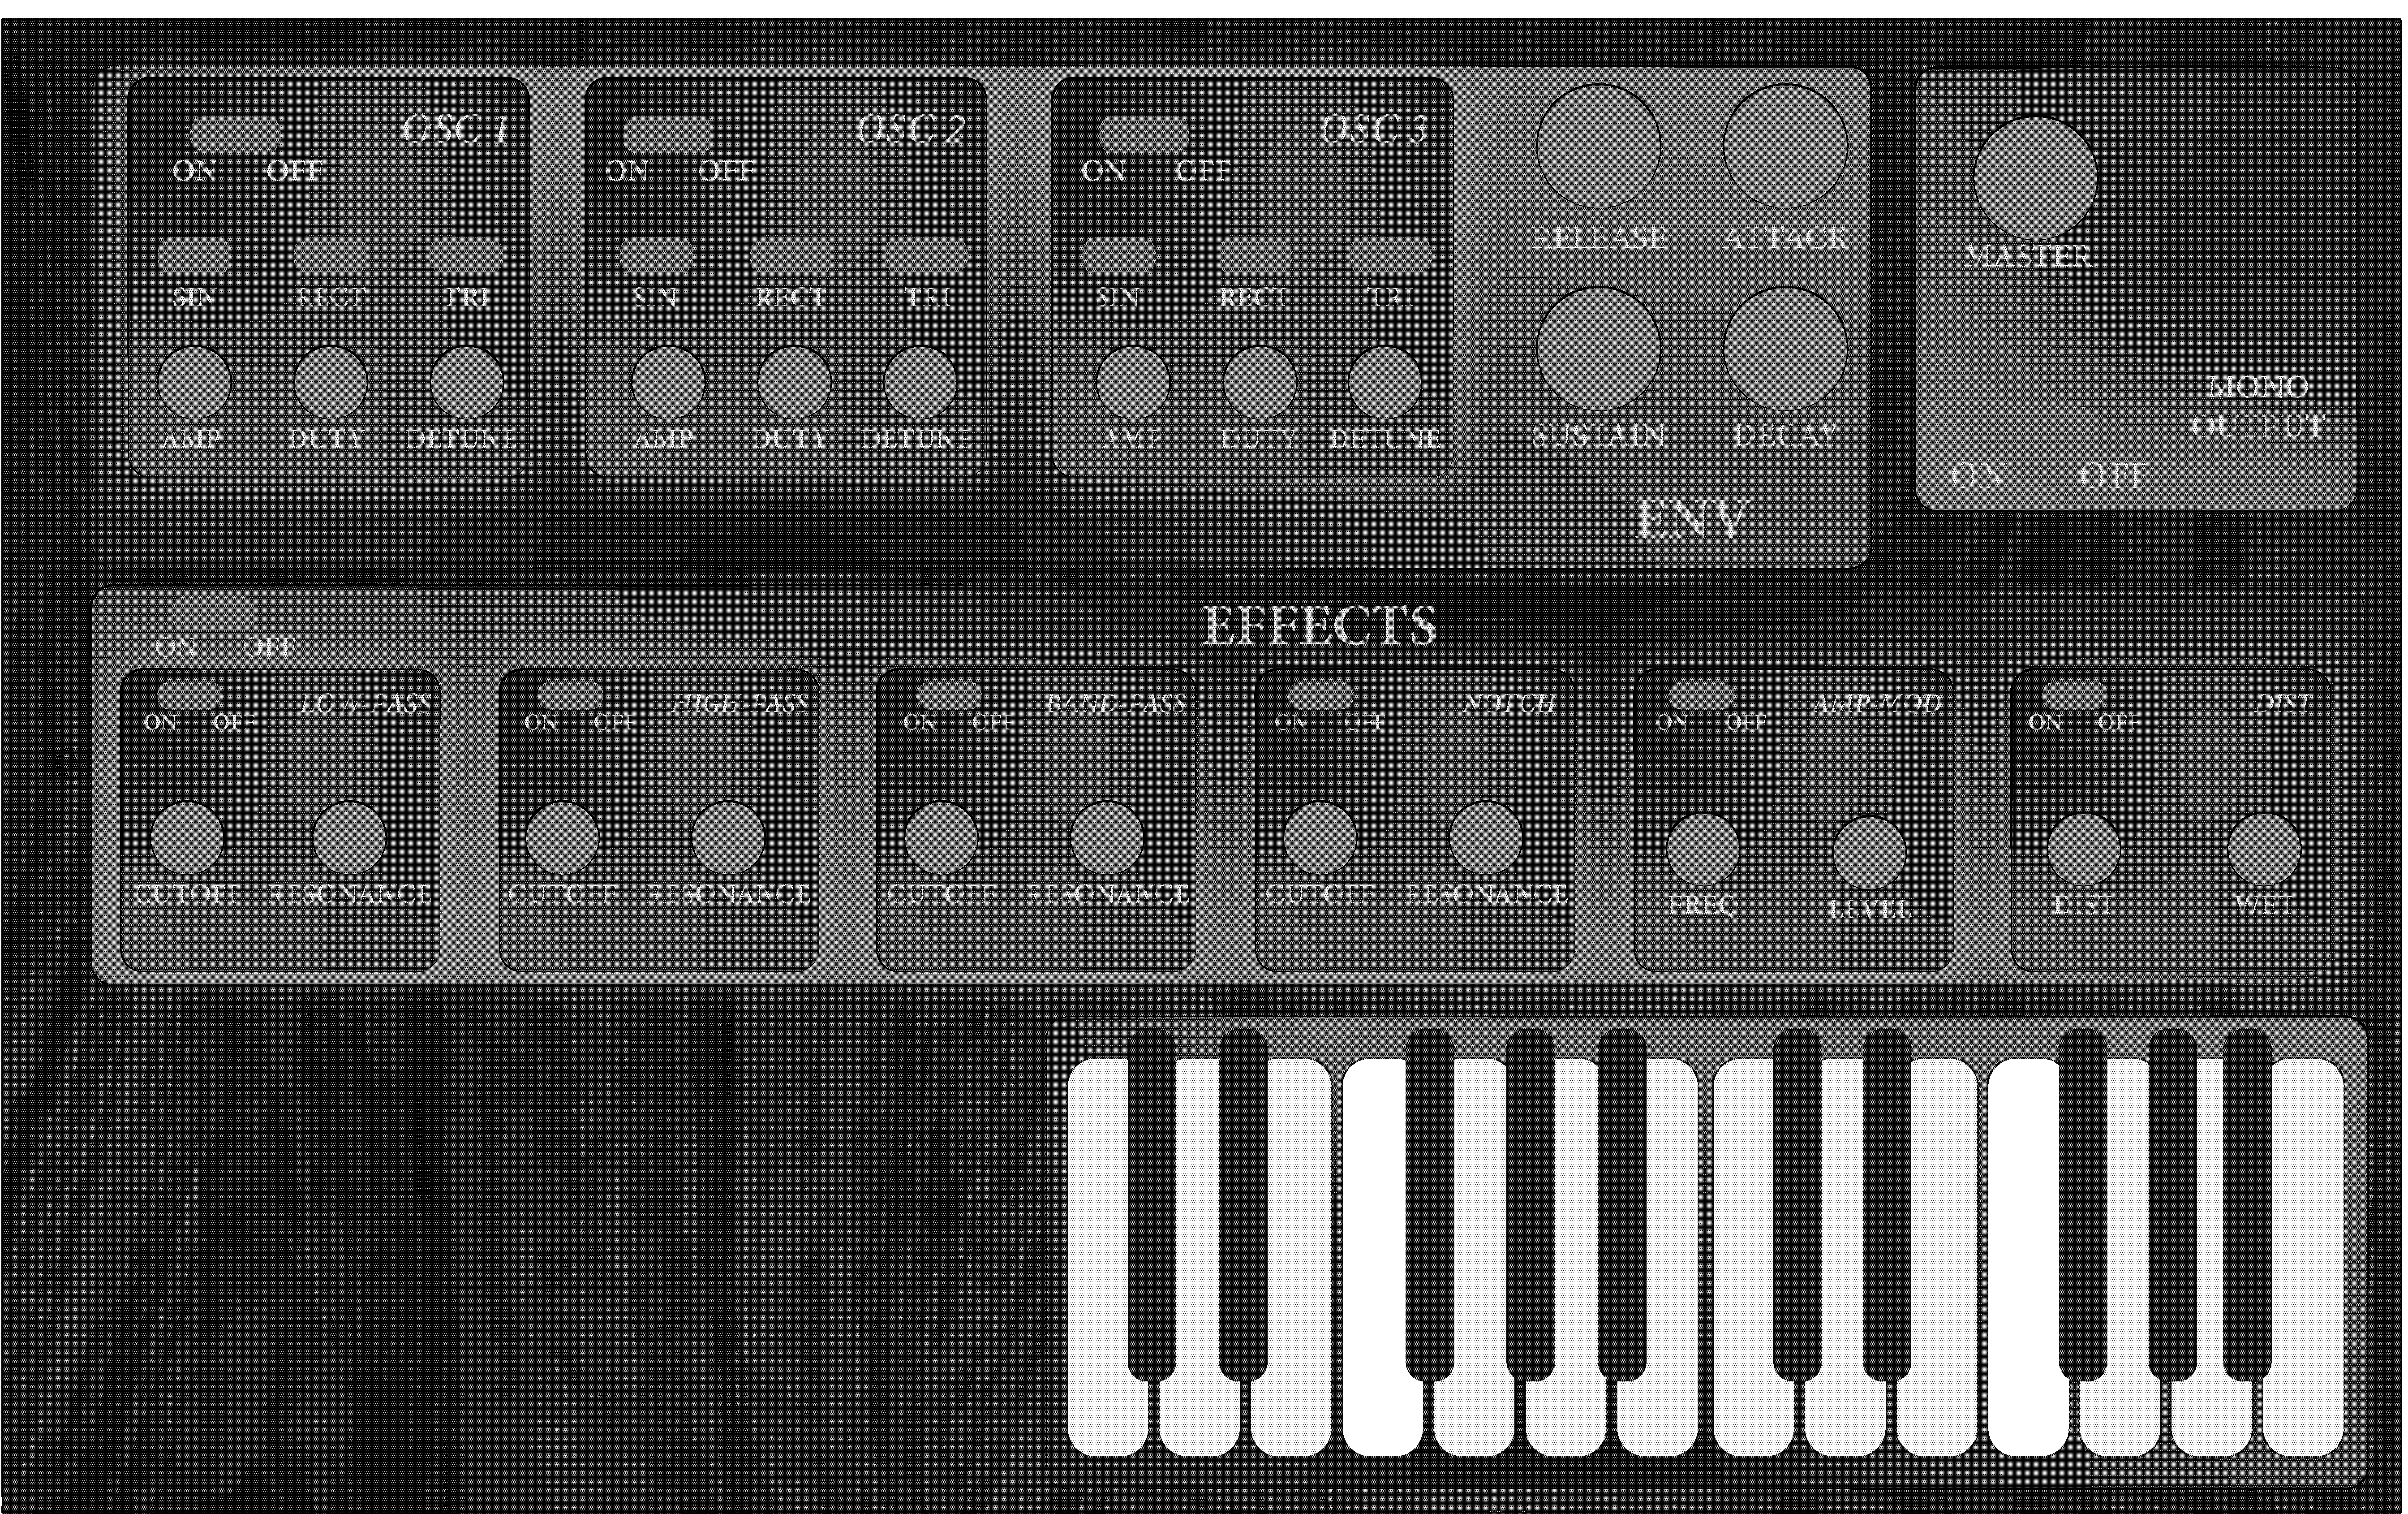 OSC 1
ON OFF
SIN RECT TRI
AMP DUTY DETUNE
OSC 2
ON OFF
SIN RECT TRI
AMP DUTY DETUNE
OSC 3
ON OFF
SIN RECT TRI
AMP DUTY DETUNE
RELEASE ATTACK
SUSTAIN DECAY
ENV
MASTER
MONO
OUTPUT
ON OFF
EFFECTS
ON OFF
LOW-PASS
ON OFF
CUTOFF RESONANCE
HIGH-PASS
ON OFF
CUTOFF RESONANCE
BAND-PASS
ON OFF
CUTOFF RESONANCE
NOTCH
ON OFF
CUTOFF RESONANCE
AMP-MOD
ON OFF
FREQ LEVEL
DIST
ON OFF
DIST WET